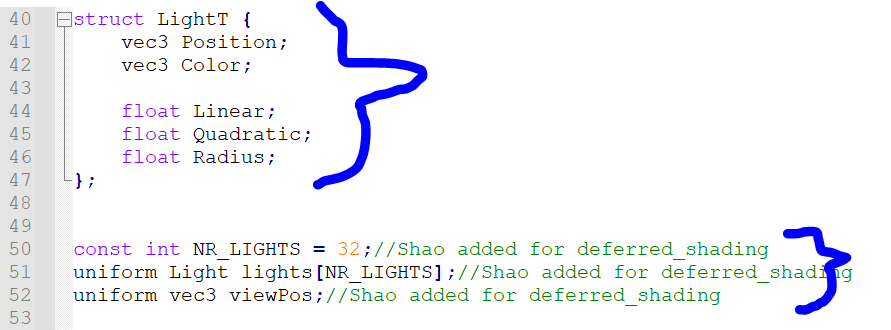 40 struct LightT {
41 vec3 Position;
42 vec3 Color;
43
44 float Linear;
45 float Quadratic;
46 float Radius;
47 };
48
49
50 const int NR_LIGHTS = 32;//Shao added for deferred_shading
51 uniform Light lights[NR_LIGHTS];//Shao added for deferred_shading
52 uniform vec3 viewPos;//Shao added for deferred_shading
53